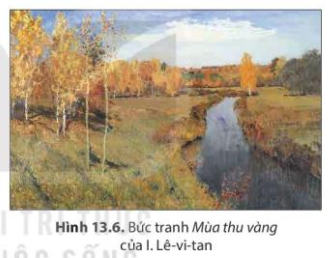 Hình 13.6. Bức tranh Mùa thu vàng
của I. Lê-vi-tan